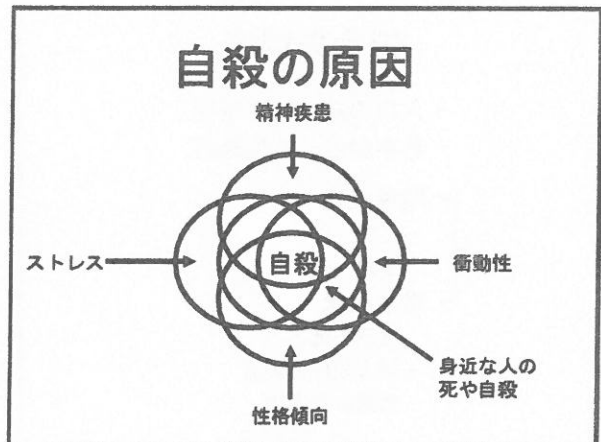 自殺の原因
精神疾患
ストレス
自殺
衝動性
身近な人の
死や自殺
性格傾向